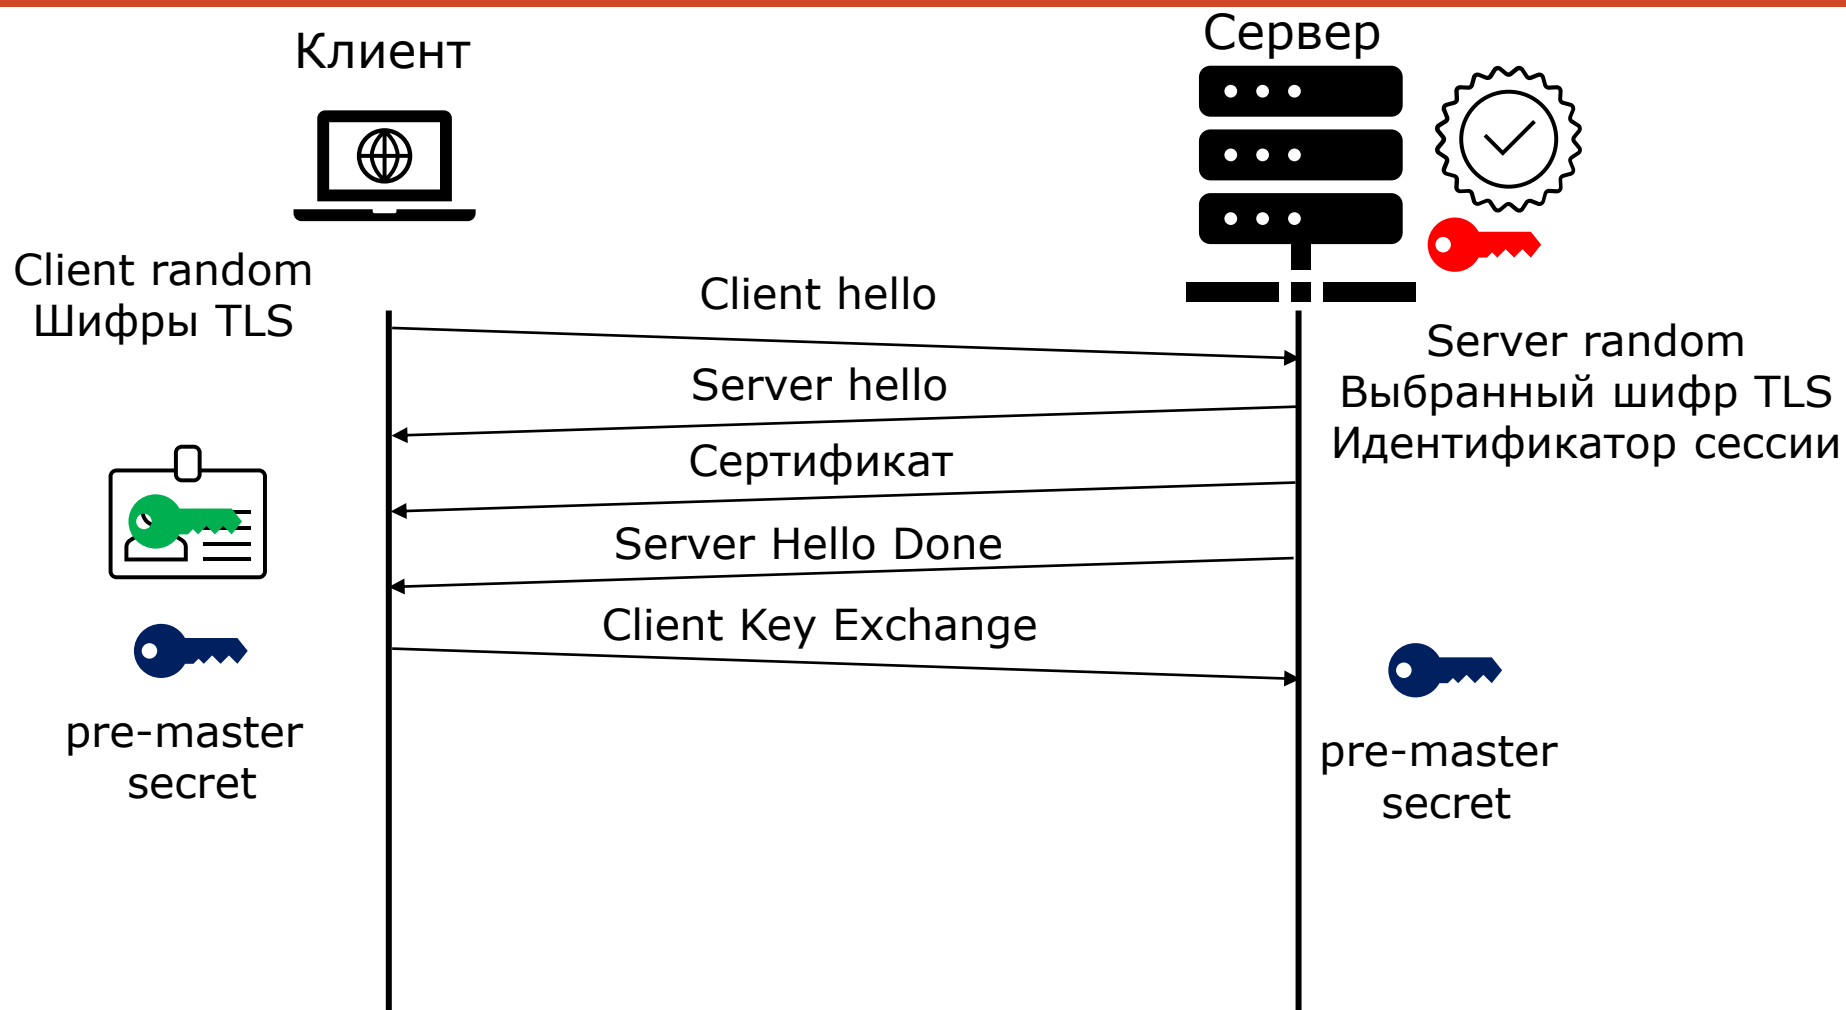 Клиент
Сервер
Client random
Шифры TLS
Client hello
Server random
Выбранный шифр TLS
Идентификатор сессии
Server hello
Сертификат
Server Hello Done
Client Key Exchange
pre-master
secret
pre-master
secret